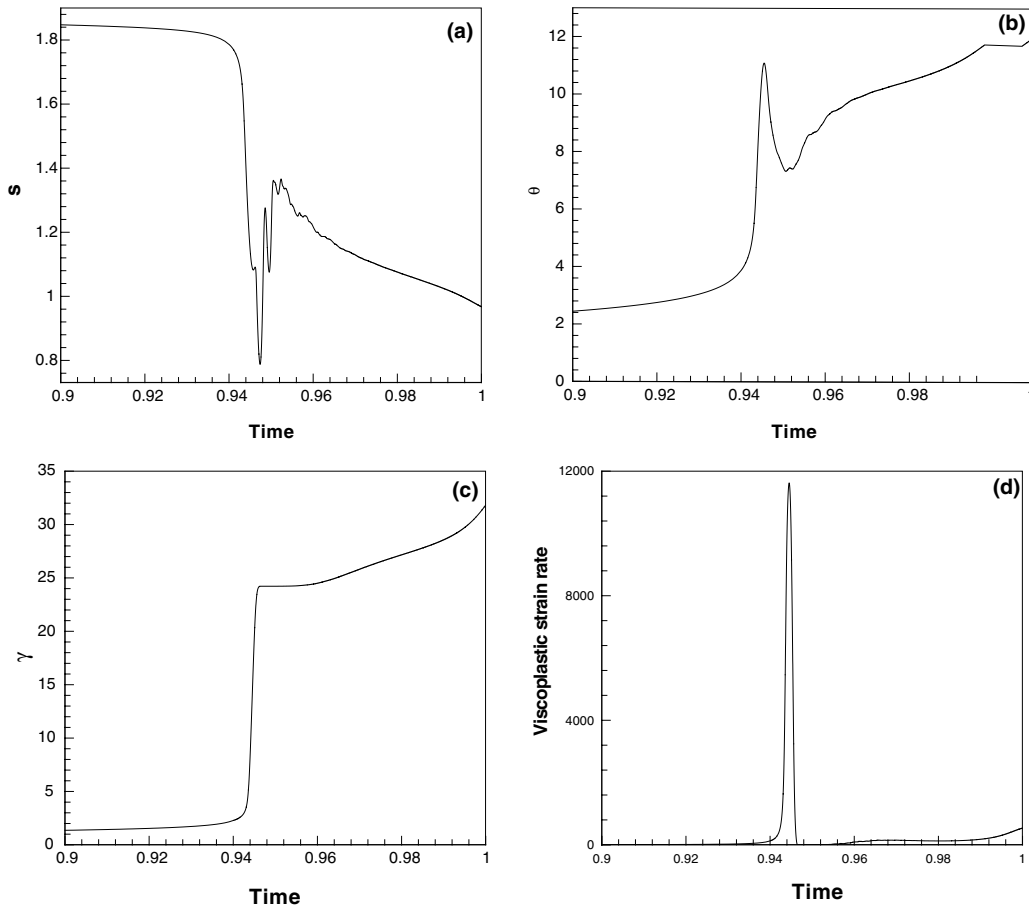 (a)
1.8
1.6
1.4
1.2
1
0.8
s
0.9 0.92 0.94 0.96 0.98 1
Time
(b)
12
10
8
6
4
2
0
θ
0.9 0.92 0.94 0.96 0.98
Time
(c)
35
30
25
20
15
10
5
0
γ
0.9 0.92 0.94 0.96 0.98 1
Time
(d)
12000
8000
4000
0
Viscoplastic strain rate
0.9 0.92 0.94 0.96 0.98 1
Time